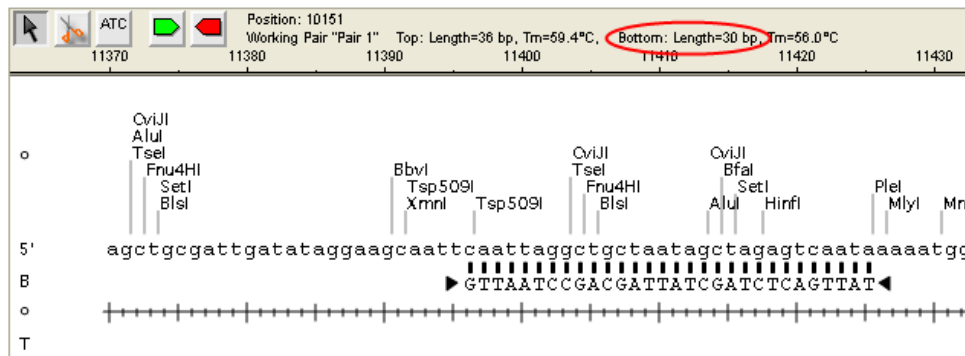 ATC
Position: 10151
Working Pair "Pair 1" Top: Length=36 bp, Tm=59.4°C, Bottom: Length=30 bp, Tm=56.0°C
11370 11380 11390 11400 11410 11420 11430
CviJI CviJI CviJI
AluI
TseI BbvI TseI BfaI PleI
Fnu4HI Tsp509I Fnu4HI SetI MlyI
SetI XmnI Tsp509I BlsI AluI HinfI Mn
BlsI
o
5' agctgcgattgatataggaagcaattcaattaggctgctaatagctagagtcaataaaaatgg
B GTTAATCCGACGATTATCGATCTCAGTTAT
o
T